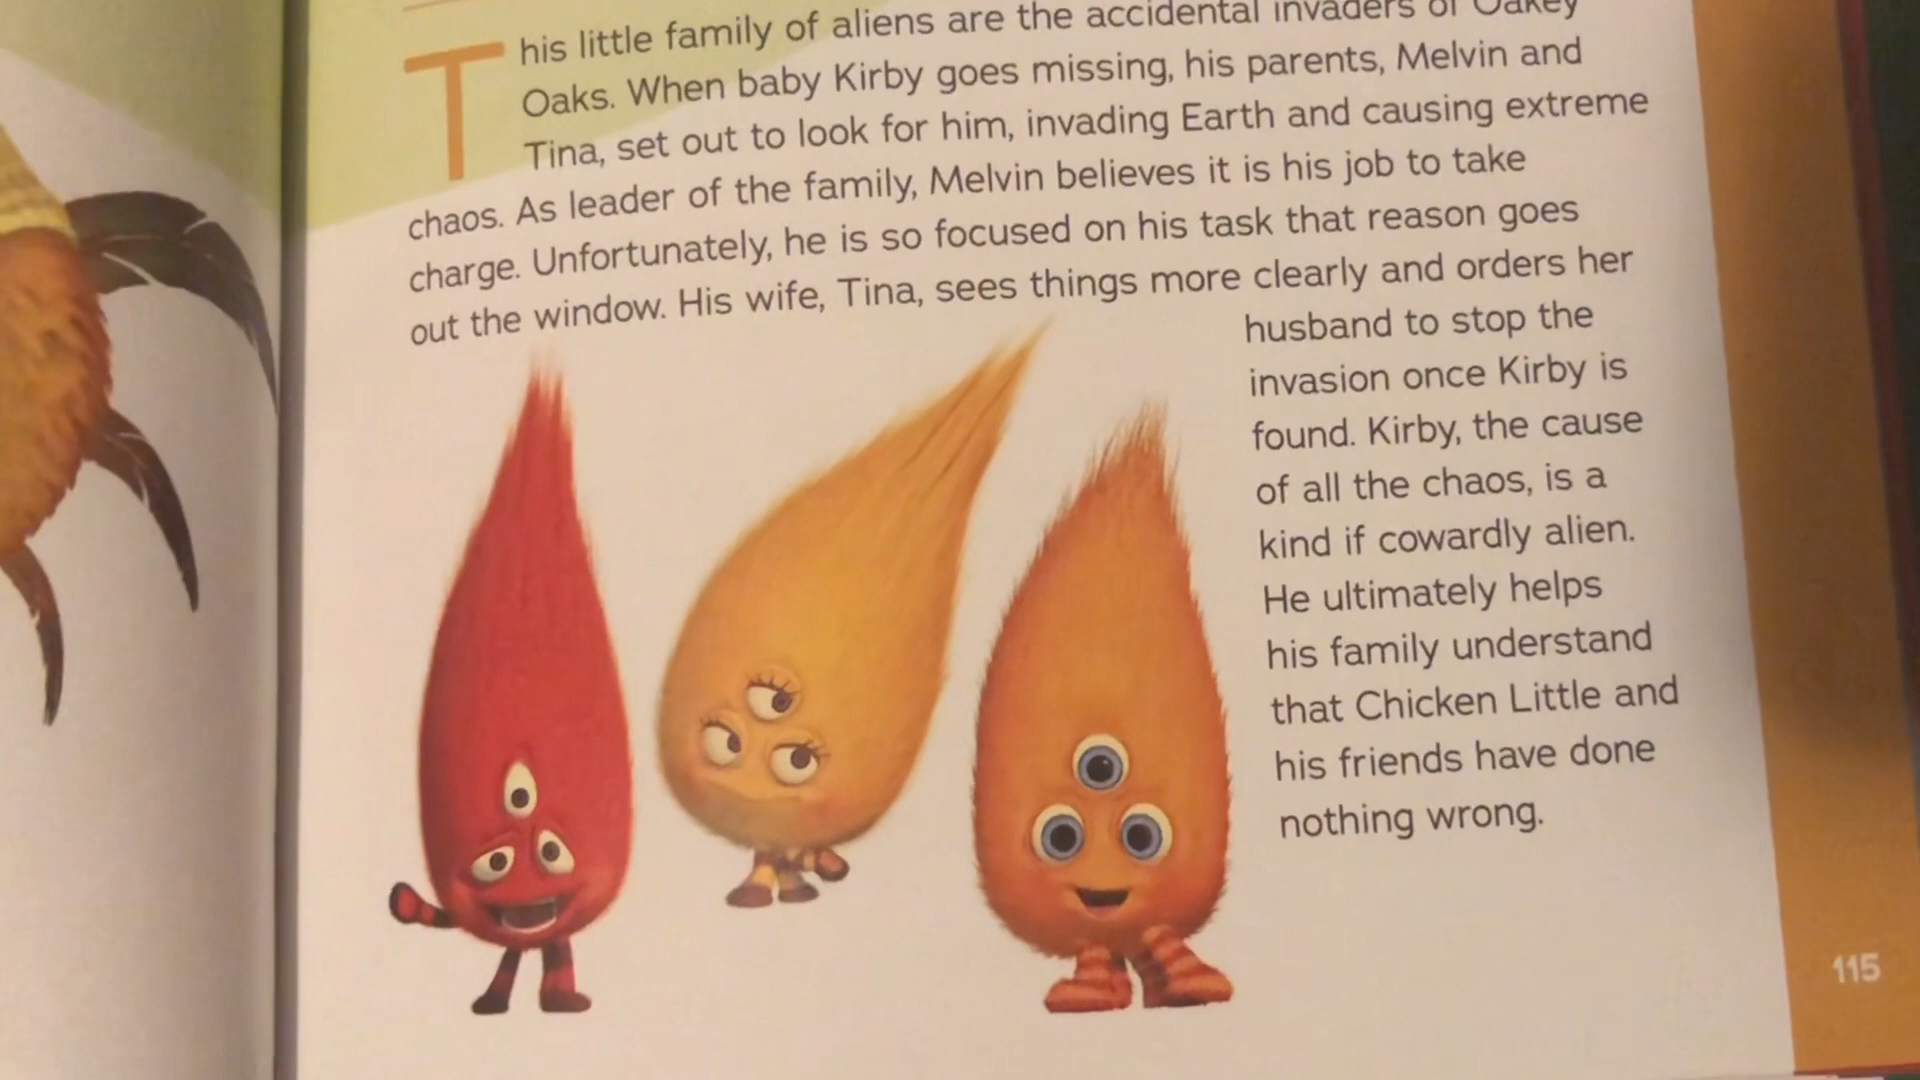 This little family of aliens are the accidental invaders of Oakey
Oaks. When baby Kirby goes missing, his parents, Melvin and
Tina, set out to look for him, invading Earth and causing extreme
chaos. As leader of the family, Melvin believes it is his job to take
charge. Unfortunately, he is so focused on his task that reason goes
out the window. His wife, Tina, sees things more clearly and orders her
husband to stop the
invasion once Kirby is
found. Kirby, the cause
of all the chaos, is a
kind if cowardly alien.
He ultimately helps
his family understand
that Chicken Little and
his friends have done
nothing wrong.
115